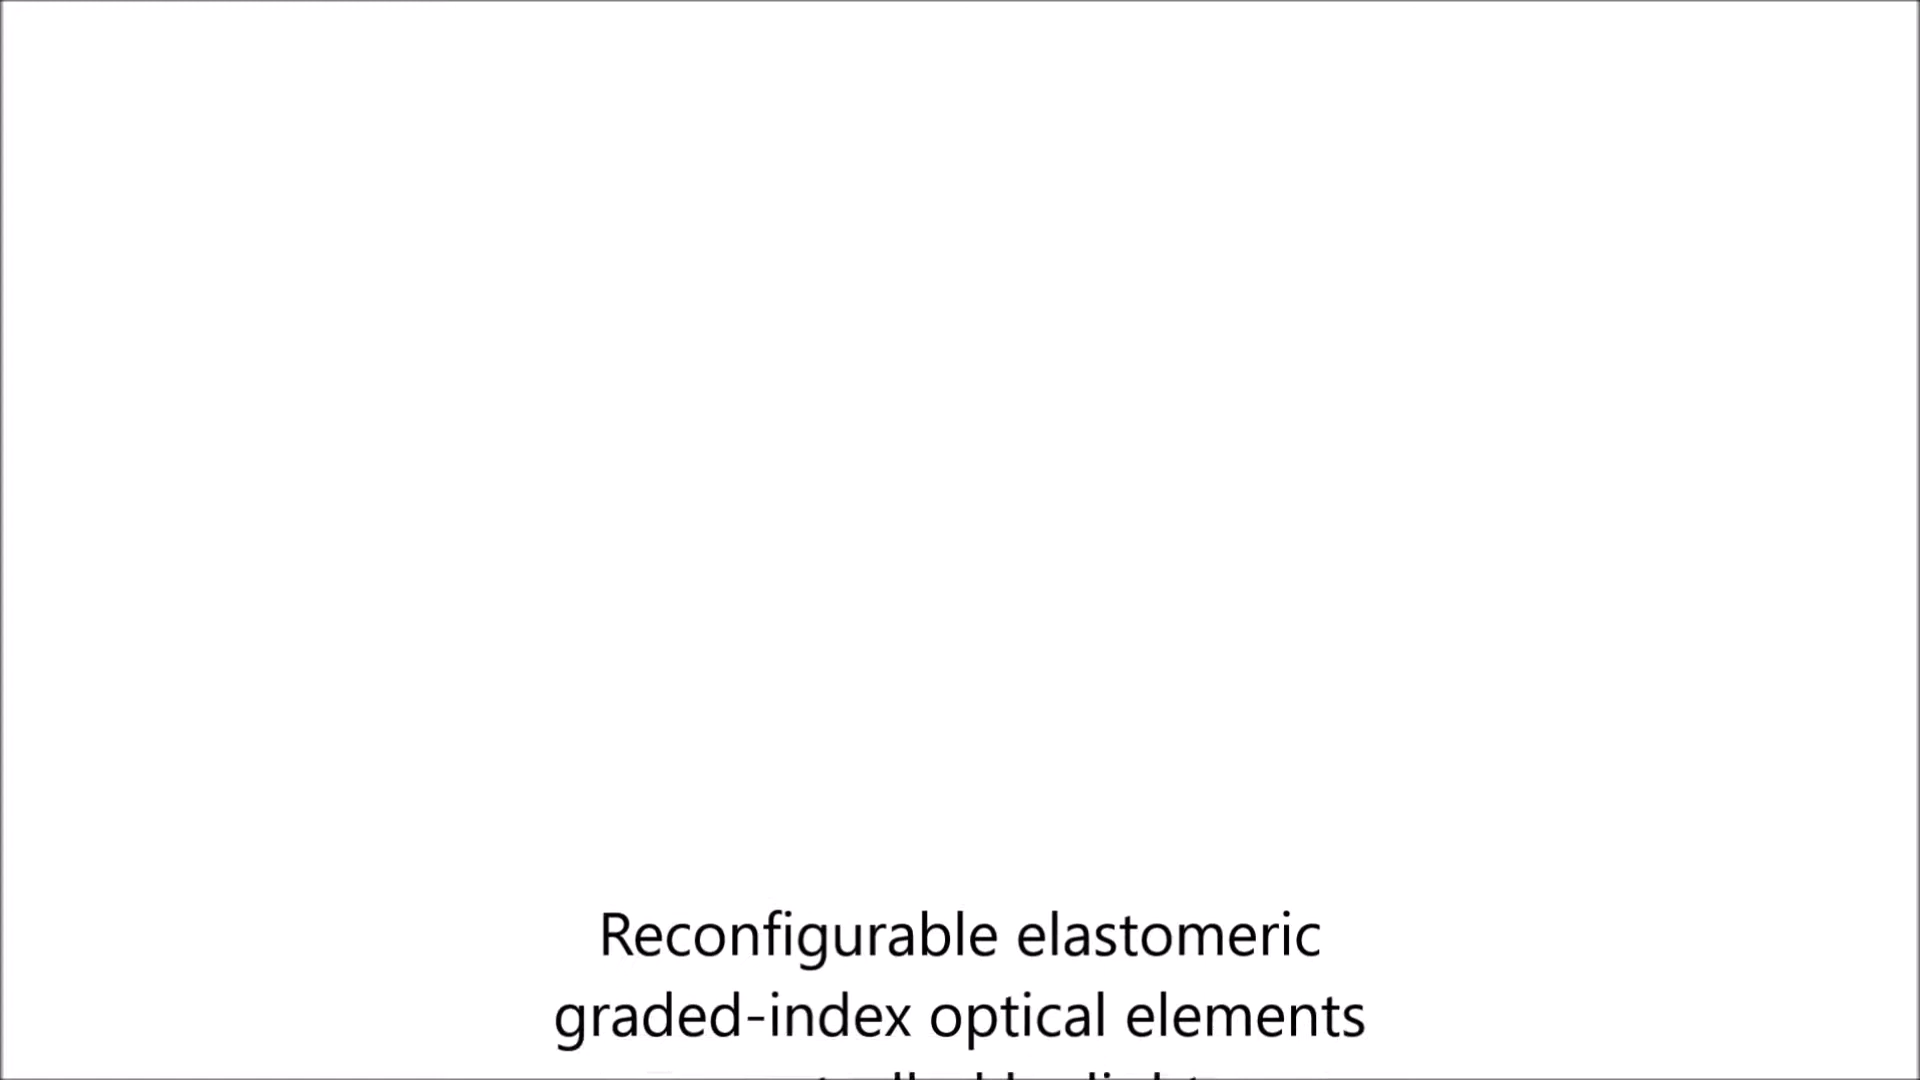 Reconfigurable elastomeric
graded-index optical elements